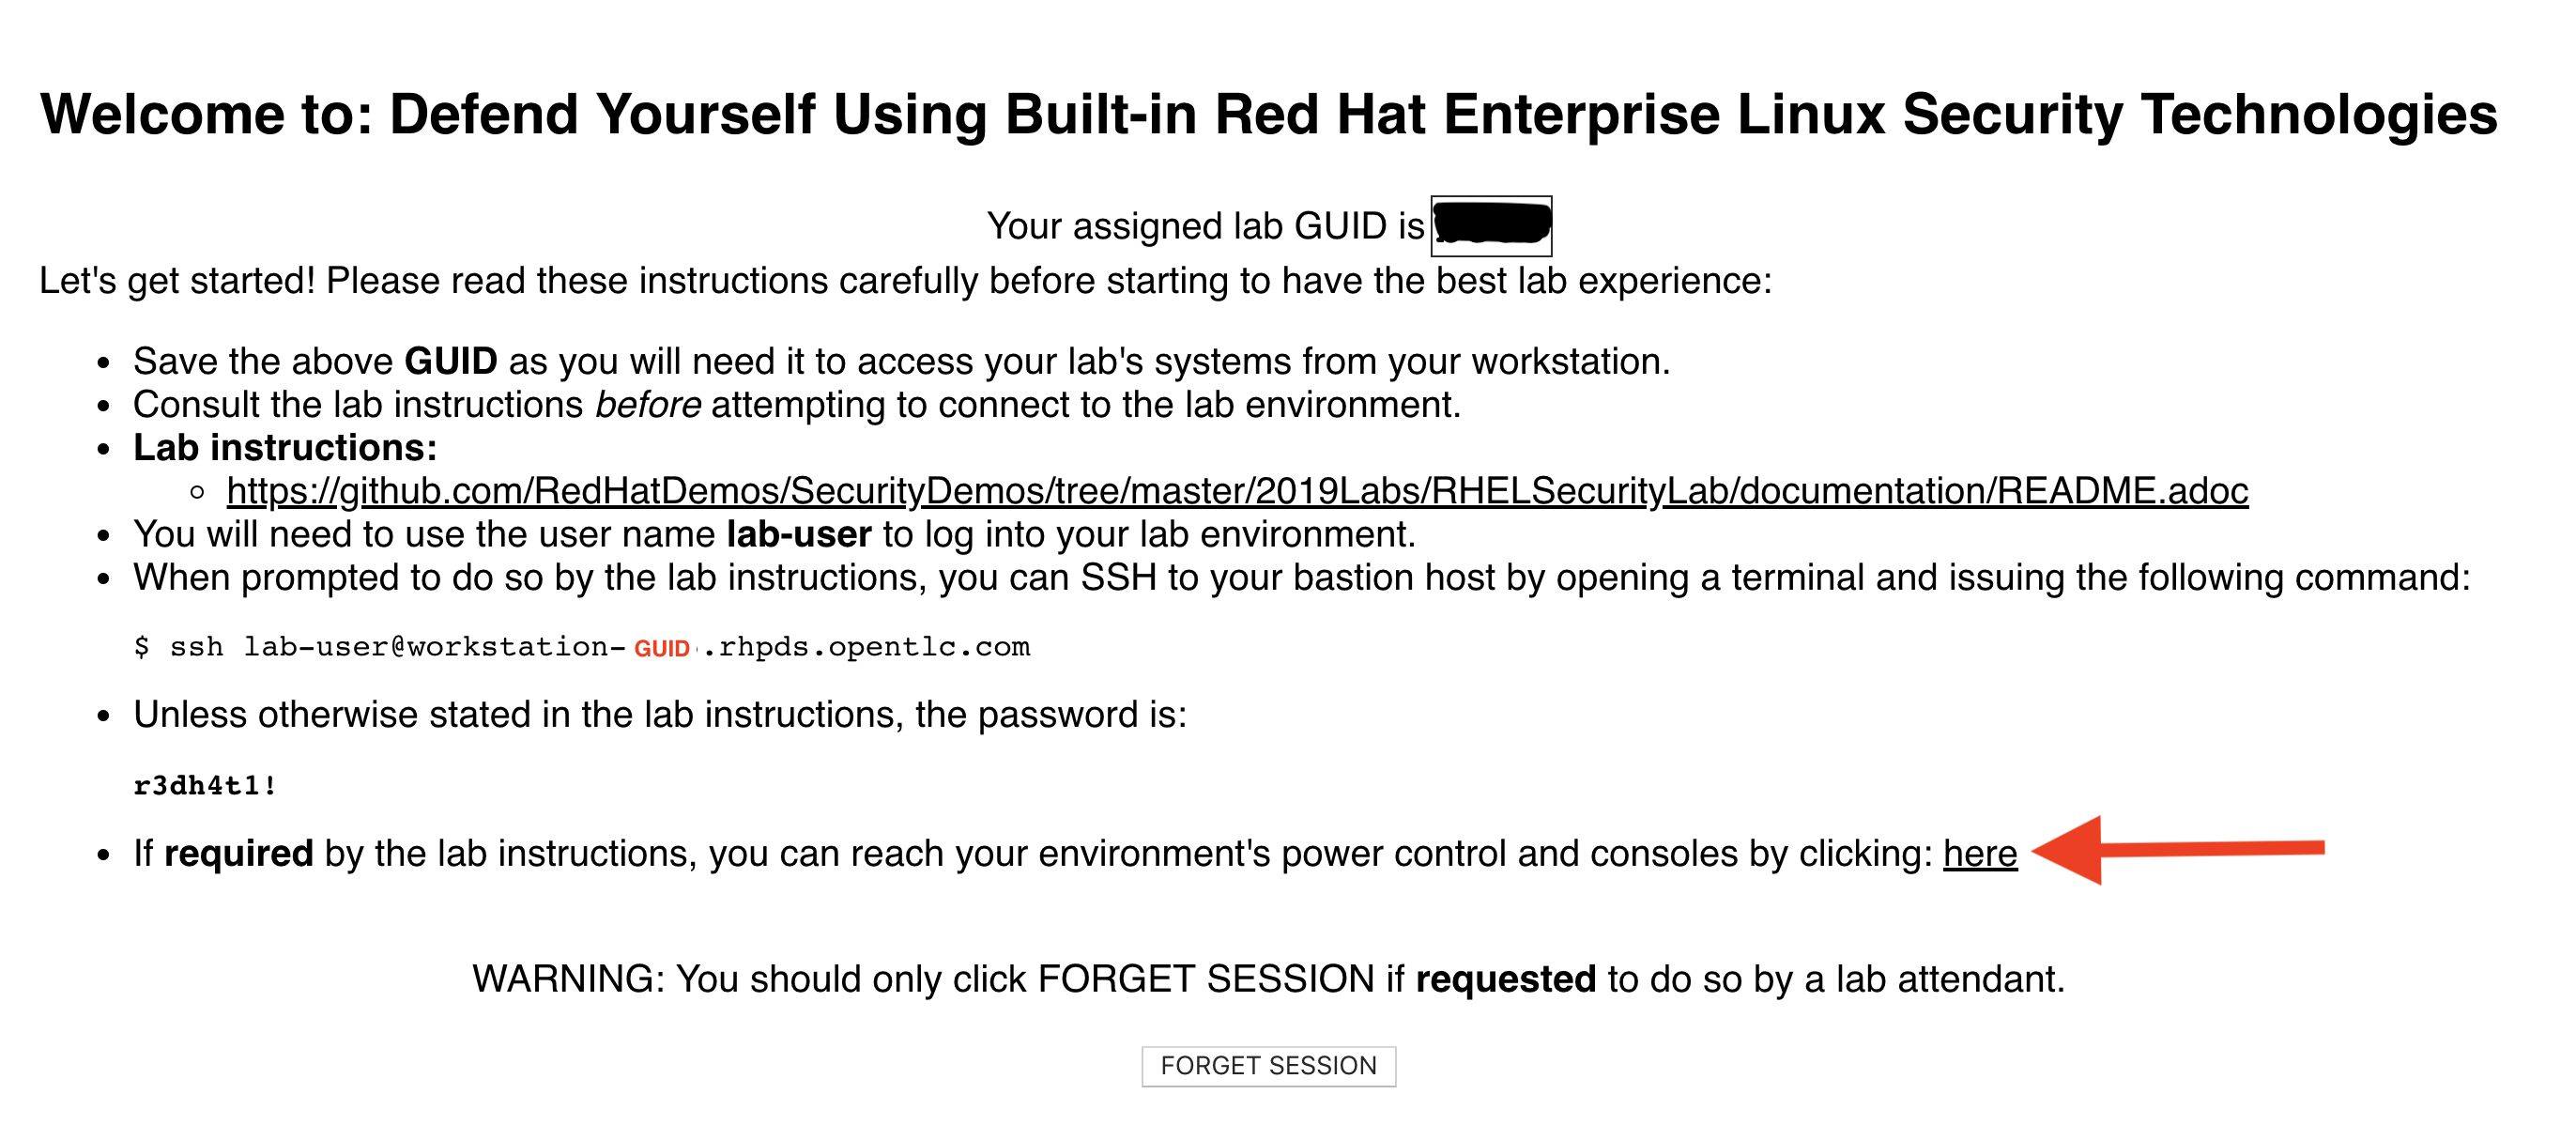 Welcome to: Defend Yourself Using Built-in Red Hat Enterprise Linux Security Technologies
Your assigned lab GUID is
Let's get started! Please read these instructions carefully before starting to have the best lab experience:
• Save the above GUID as you will need it to access your lab's systems from your workstation.
• Consult the lab instructions before attempting to connect to the lab environment.
• Lab instructions:
○ https://github.com/RedHatDemos/SecurityDemos/tree/master/2019Labs/RHELSecurityLab/documentation/README.adoc
• You will need to use the user name lab-user to log into your lab environment.
• When prompted to do so by the lab instructions, you can SSH to your bastion host by opening a terminal and issuing the following command:
$ ssh lab-user@workstation-GUID.rhpds.opentlc.com
• Unless otherwise stated in the lab instructions, the password is:
r3dh4t1!
• If required by the lab instructions, you can reach your environment's power control and consoles by clicking: here
WARNING: You should only click FORGET SESSION if requested to do so by a lab attendant.
FORGET SESSION